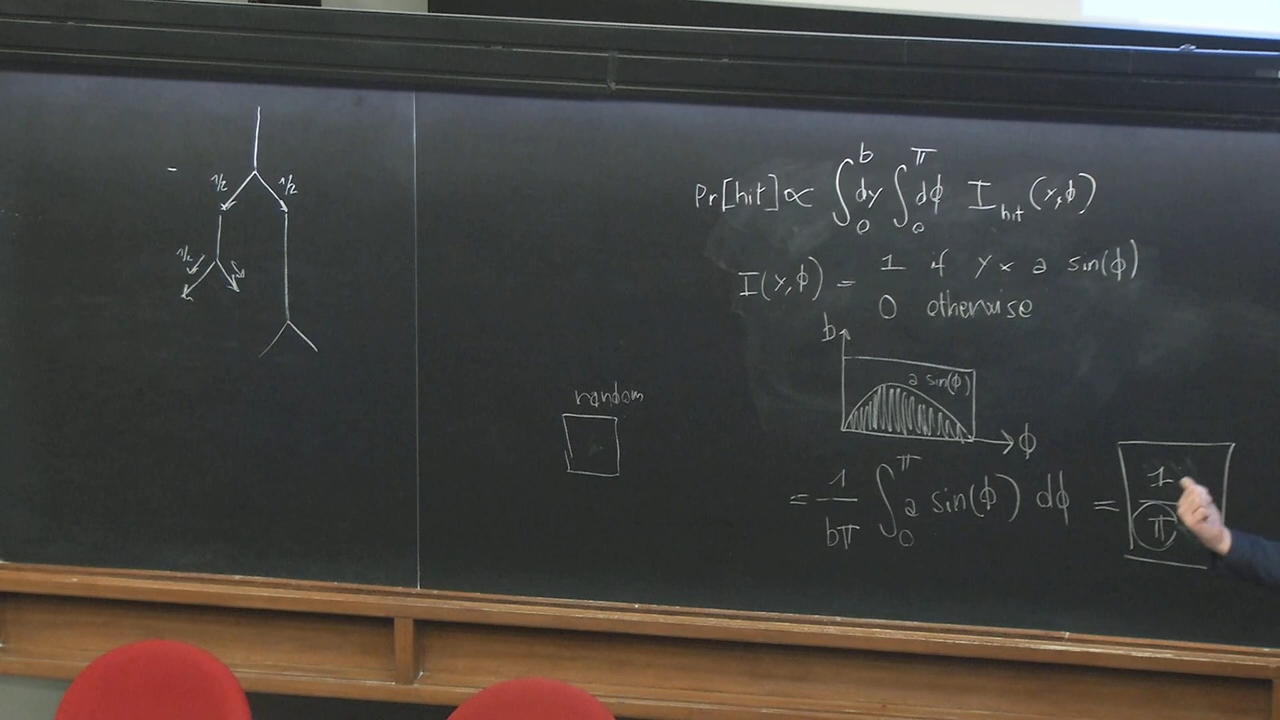 1/2 1/2
1/2
random
Pr[hit] ∝ ∫₀ᵇ dy ∫₀^π dϕ I_hit(y,ϕ)
I(y,ϕ) = 1 if y < a sin(ϕ)
0 otherwise
b
a sin(ϕ)
ϕ
= 1/(bπ) ∫₀^π a sin(ϕ) dϕ = 1/π